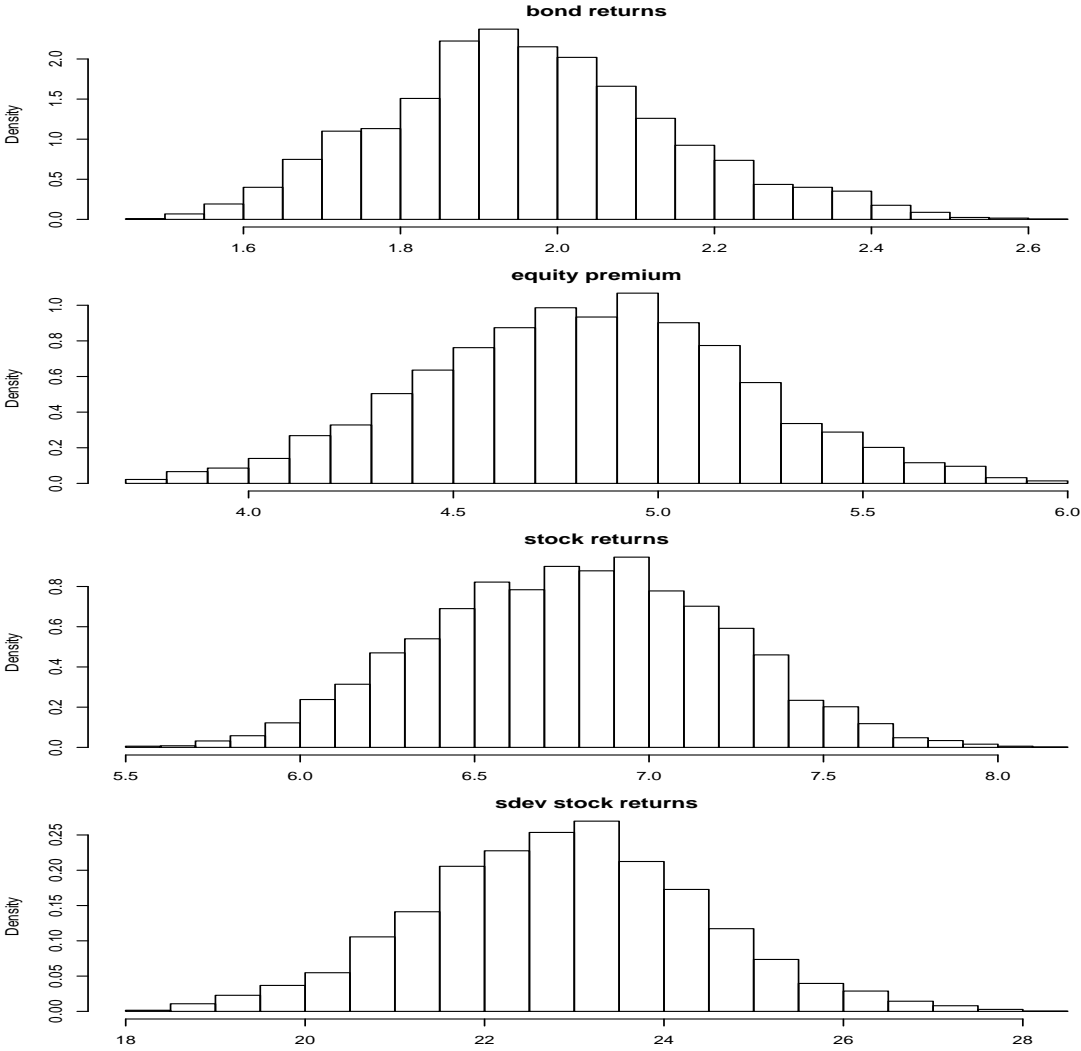 bond returns
Density
0.0 0.5 1.0 1.5 2.0
1.6 1.8 2.0 2.2 2.4 2.6
equity premium
Density
0.0 0.2 0.4 0.6 0.8 1.0
4.0 4.5 5.0 5.5 6.0
stock returns
Density
0.0 0.2 0.4 0.6 0.8
5.5 6.0 6.5 7.0 7.5 8.0
sdev stock returns
Density
0.00 0.05 0.10 0.15 0.20 0.25
18 20 22 24 26 28